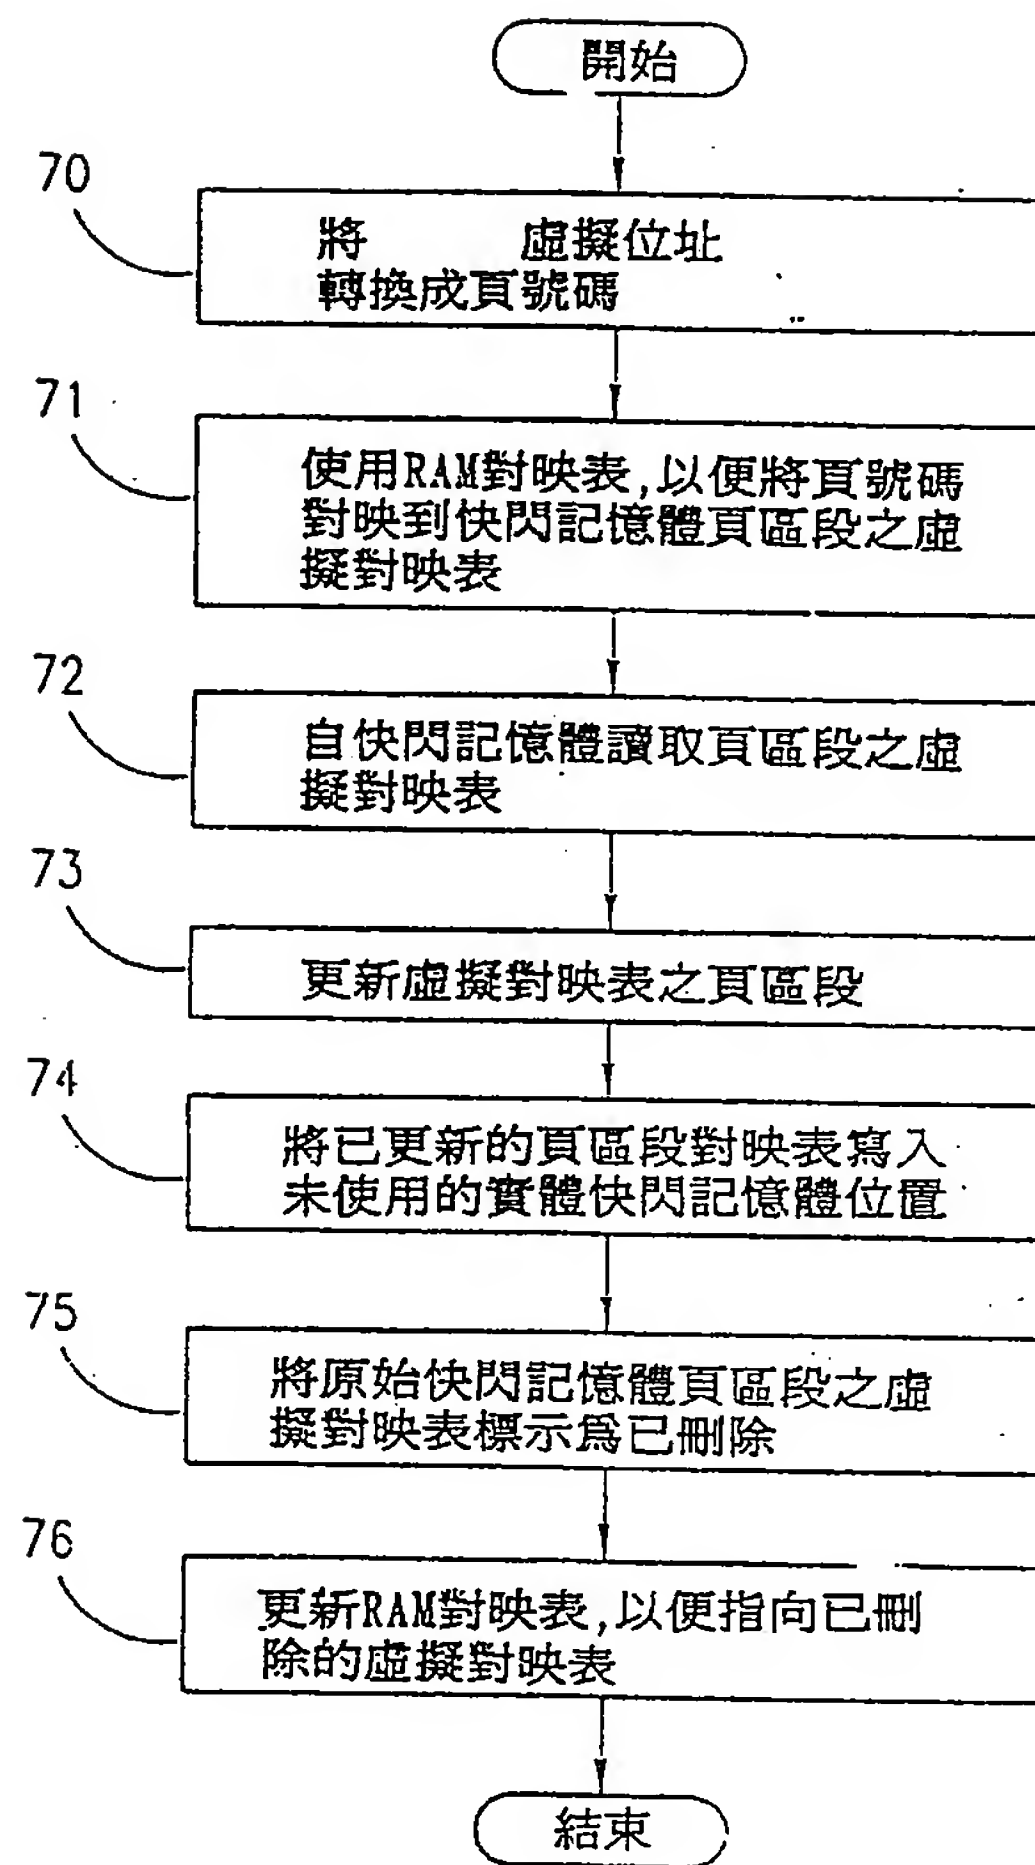 開始
70
將 虛擬位址
轉換成頁號碼
71
使用RAM對映表,以便將頁號碼
對映到快閃記憶體頁區段之虛
擬對映表
72
自快閃記憶體讀取頁區段之虛
擬對映表
73
更新虛擬對映表之頁區段
74
將已更新的頁區段對映表寫入
未使用的實體快閃記憶體位置
75
將原始快閃記憶體頁區段之虛
擬對映表標示爲已刪除
76
更新RAM對映表,以便指向已刪
除的虛擬對映表
結束